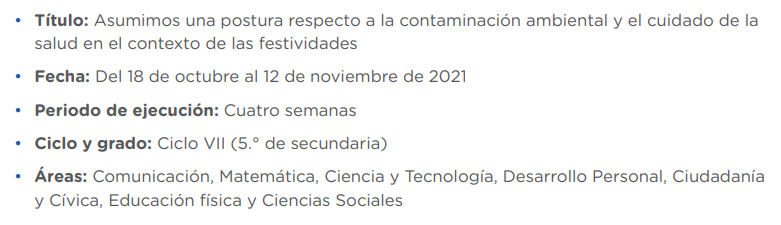 • Título: Asumimos una postura respecto a la contaminación ambiental y el cuidado de la
salud en el contexto de las festividades
• Fecha: Del 18 de octubre al 12 de noviembre de 2021
• Periodo de ejecución: Cuatro semanas
• Ciclo y grado: Ciclo VII (5.° de secundaria)
• Áreas: Comunicación, Matemática, Ciencia y Tecnología, Desarrollo Personal, Ciudadanía
y Cívica, Educación física y Ciencias Sociales